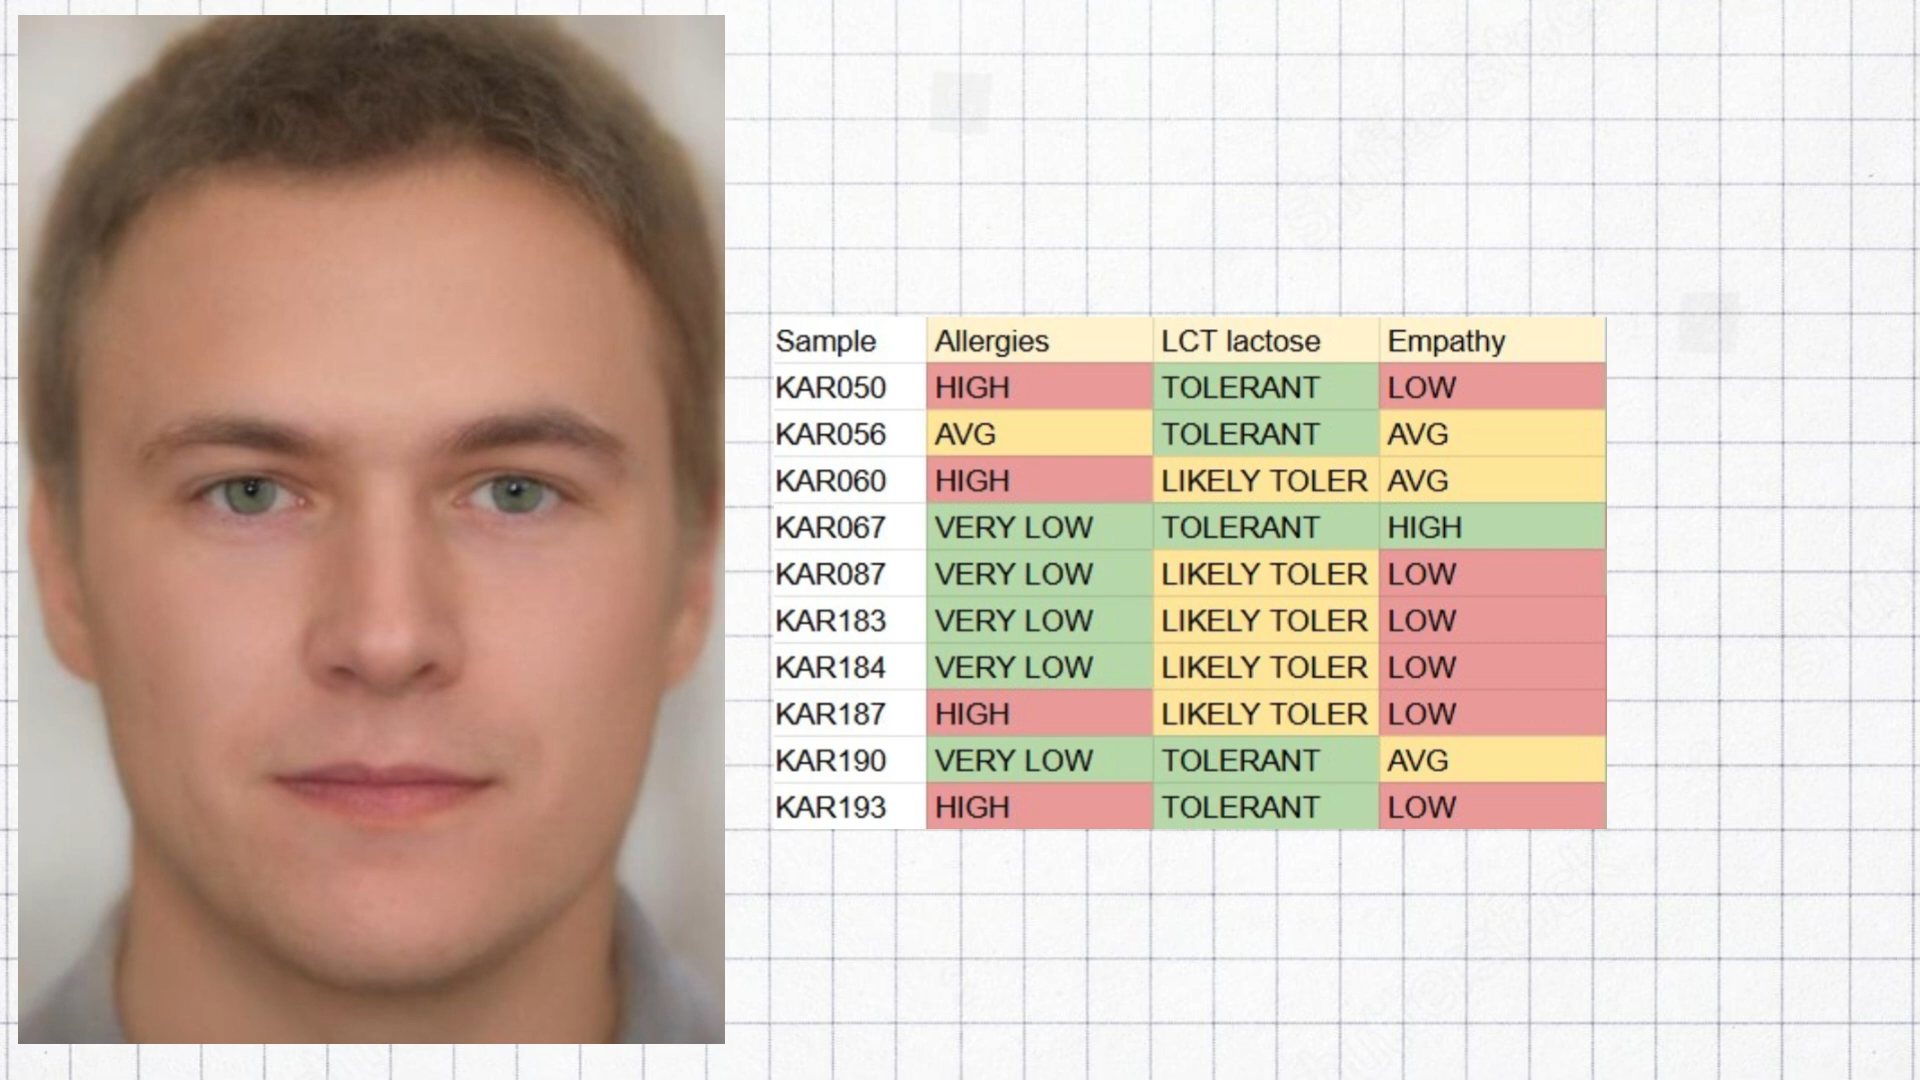 Sample Allergies LCT lactose Empathy
KAR050 HIGH TOLERANT LOW
KAR056 AVG TOLERANT AVG
KAR060 HIGH LIKELY TOLER AVG
KAR067 VERY LOW TOLERANT HIGH
KAR087 VERY LOW LIKELY TOLER LOW
KAR183 VERY LOW LIKELY TOLER LOW
KAR184 VERY LOW LIKELY TOLER LOW
KAR187 HIGH LIKELY TOLER LOW
KAR190 VERY LOW TOLERANT AVG
KAR193 HIGH TOLERANT LOW